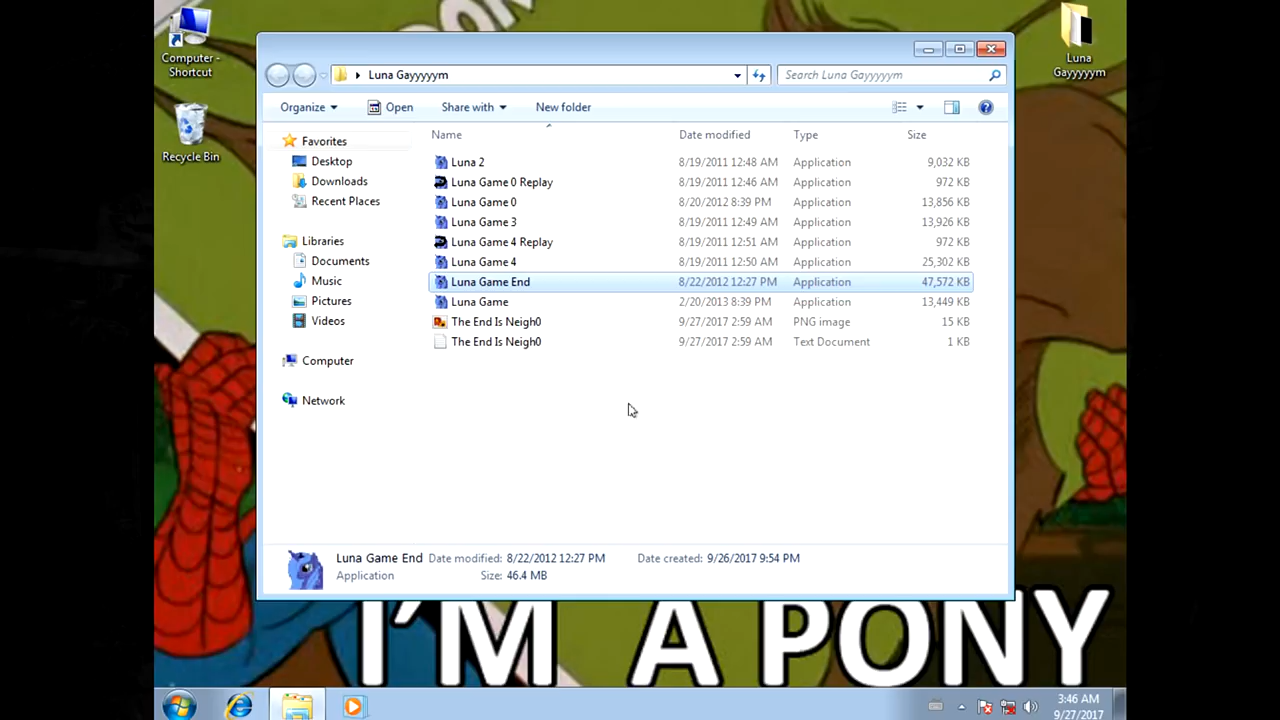 Computer -
Shortcut
Recycle Bin
Luna
Gayyyyym
Luna Gayyyyym
Search Luna Gayyyyym
Organize Open Share with New folder
Name Date modified Type Size
Favorites
Desktop
Downloads
Recent Places
Libraries
Documents
Music
Pictures
Videos
Computer
Network
Luna 2 8/19/2011 12:48 AM Application 9,032 KB
Luna Game 0 Replay 8/19/2011 12:46 AM Application 972 KB
Luna Game 0 8/20/2012 8:39 PM Application 13,856 KB
Luna Game 3 8/19/2011 12:49 AM Application 13,926 KB
Luna Game 4 Replay 8/19/2011 12:51 AM Application 972 KB
Luna Game 4 8/19/2011 12:50 AM Application 25,302 KB
Luna Game End 8/22/2012 12:27 PM Application 47,572 KB
Luna Game 2/20/2013 8:39 PM Application 13,449 KB
The End Is Neigh0 9/27/2017 2:59 AM PNG image 15 KB
The End Is Neigh0 9/27/2017 2:59 AM Text Document 1 KB
Luna Game End Date modified: 8/22/2012 12:27 PM Date created: 9/26/2017 9:54 PM
Application Size: 46.4 MB
I'M A PONY
3:46 AM
9/27/2017